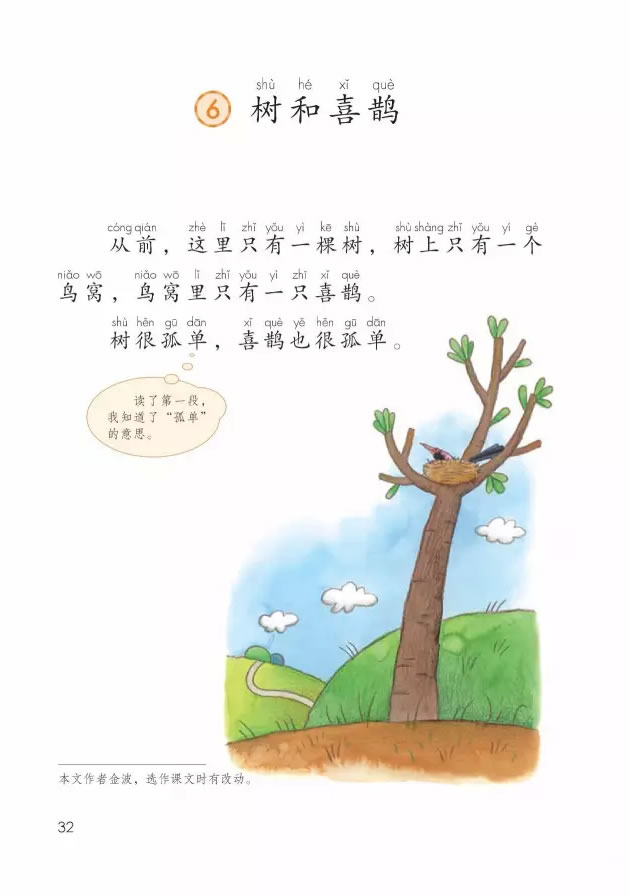 shù hé xǐ què
6 树和喜鹊
cóng qián zhè lǐ zhǐ yǒu yì kē shù shù shàng zhǐ yǒu yí gè
从前，这里只有一棵树，树上只有一个
niǎo wō niǎo wō lǐ zhǐ yǒu yì zhī xǐ què
鸟窝，鸟窝里只有一只喜鹊。
shù hěn gū dān xǐ què yě hěn gū dān
树很孤单，喜鹊也很孤单。
读了第一段，
我知道了“孤单”
的意思。
本文作者金波，选作课文时有改动。
32